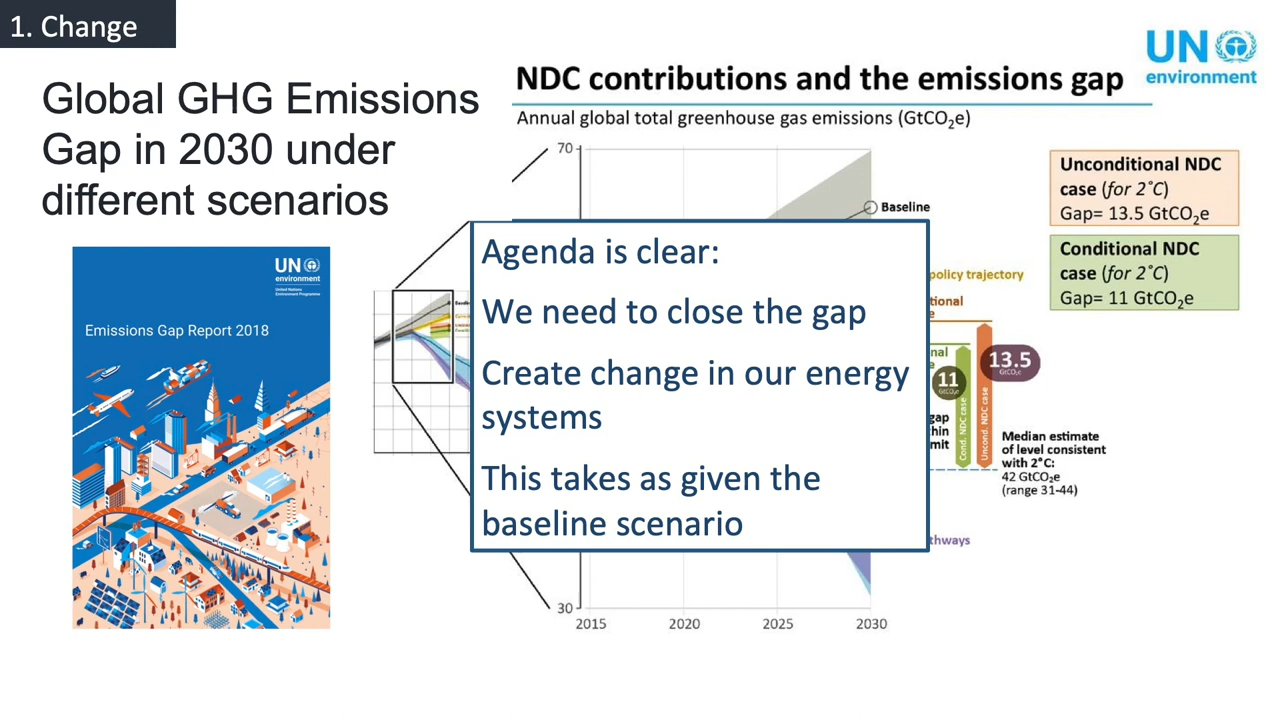 1. Change
Global GHG Emissions
Gap in 2030 under
different scenarios
UN
environment
United Nations
Environment Programme
Emissions Gap Report 2018
UN
environment
NDC contributions and the emissions gap
Annual global total greenhouse gas emissions (GtCO₂e)
70
Baseline
Unconditional NDC
case (for 2˚C)
Gap= 13.5 GtCO₂e
Conditional NDC
case (for 2˚C)
Gap= 11 GtCO₂e
Agenda is clear:
We need to close the gap
Create change in our energy
systems
This takes as given the
baseline scenario
policy trajectory
13.5
GtCO₂e
11
GtCO₂e
Cond. NDC case
Uncond. NDC case
gap
Median estimate
of level consistent
with 2°C:
42 GtCO₂e
(range 31-44)
30
2015
2020
2025
2030